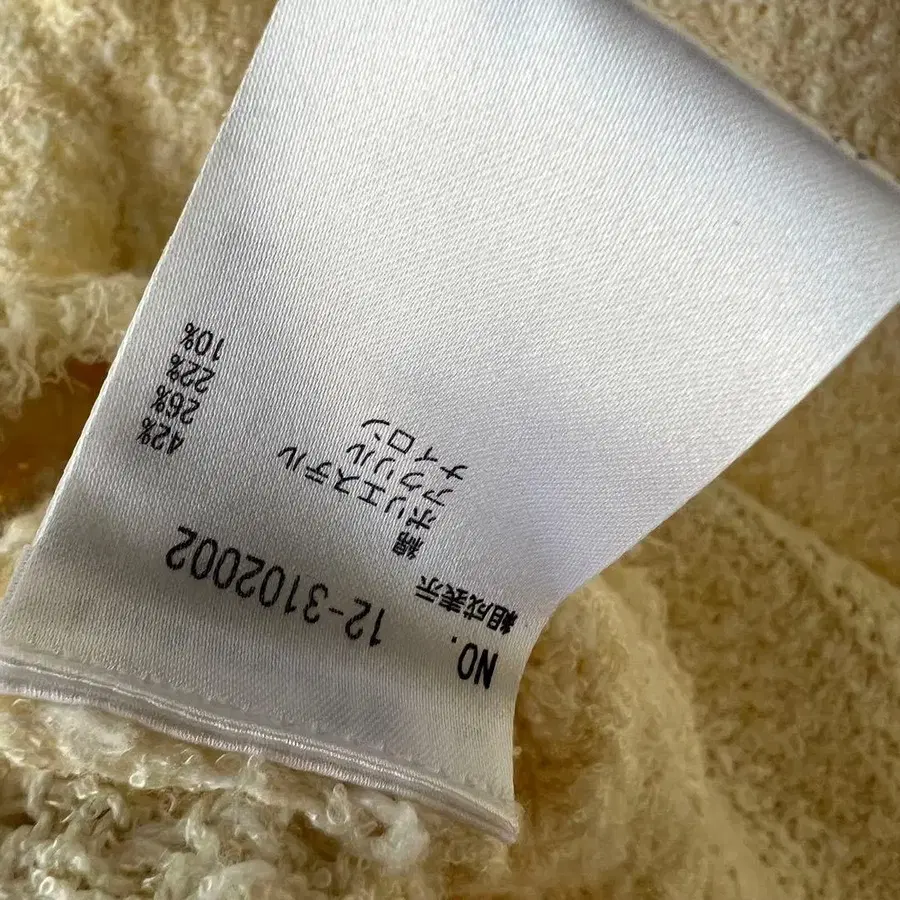 NO. 12-3102002
組成表示
綿 42%
ポリエステル 26%
アクリル 22%
ナイロン 10%